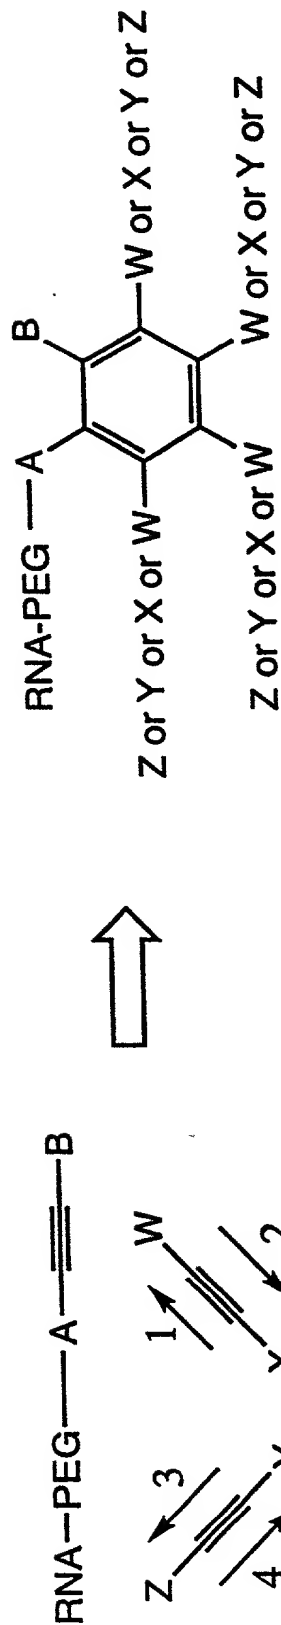 RNA–PEG—A—≡—B
Z
3
4
1
W
2
RNA-PEG—A
B
Z or Y or X or W
W or X or Y or Z
Z or Y or X or W
W or X or Y or Z